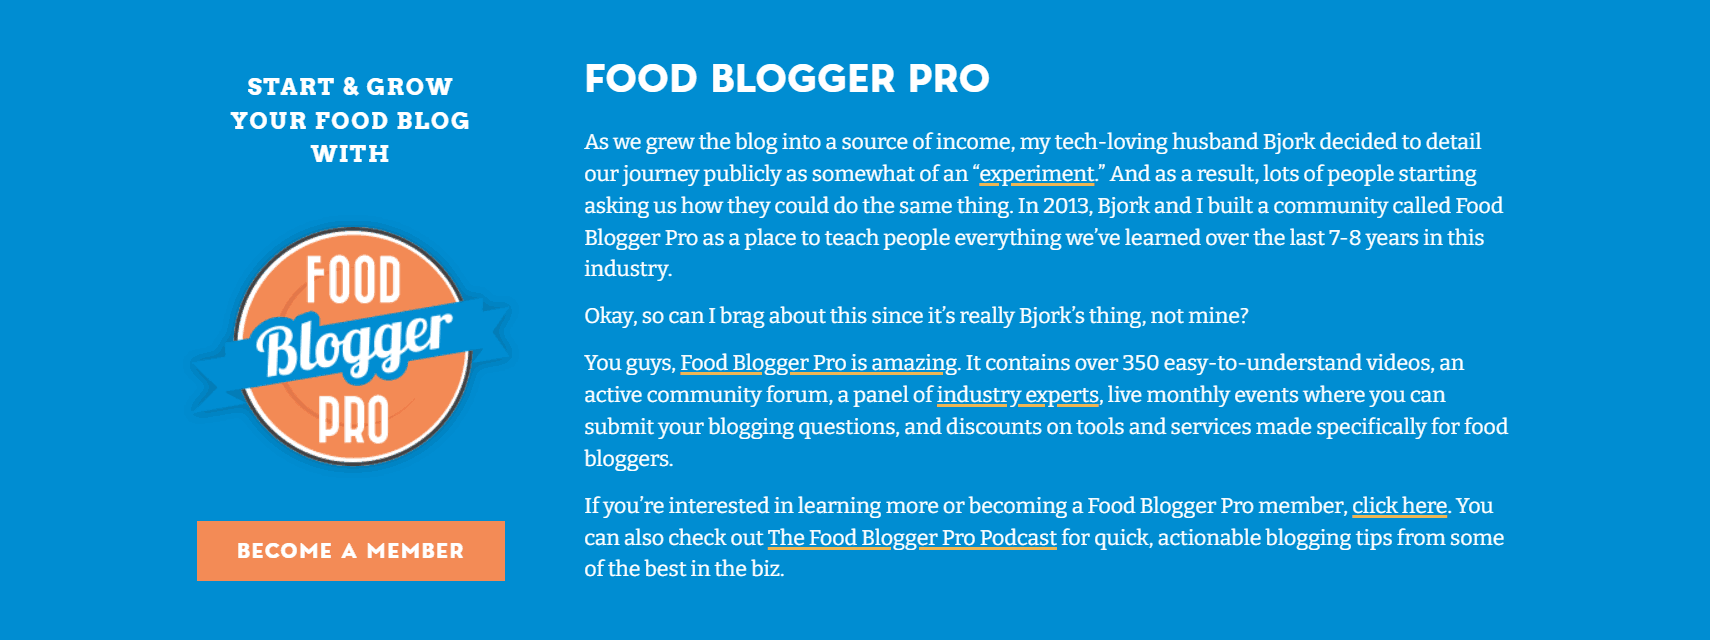 START & GROW
YOUR FOOD BLOG
WITH
FOOD
Blogger
PRO
BECOME A MEMBER
FOOD BLOGGER PRO
As we grew the blog into a source of income, my tech-loving husband Bjork decided to detail
our journey publicly as somewhat of an “experiment.” And as a result, lots of people starting
asking us how they could do the same thing. In 2013, Bjork and I built a community called Food
Blogger Pro as a place to teach people everything we’ve learned over the last 7-8 years in this
industry.
Okay, so can I brag about this since it’s really Bjork’s thing, not mine?
You guys, Food Blogger Pro is amazing. It contains over 350 easy-to-understand videos, an
active community forum, a panel of industry experts, live monthly events where you can
submit your blogging questions, and discounts on tools and services made specifically for food
bloggers.
If you’re interested in learning more or becoming a Food Blogger Pro member, click here. You
can also check out The Food Blogger Pro Podcast for quick, actionable blogging tips from some
of the best in the biz.